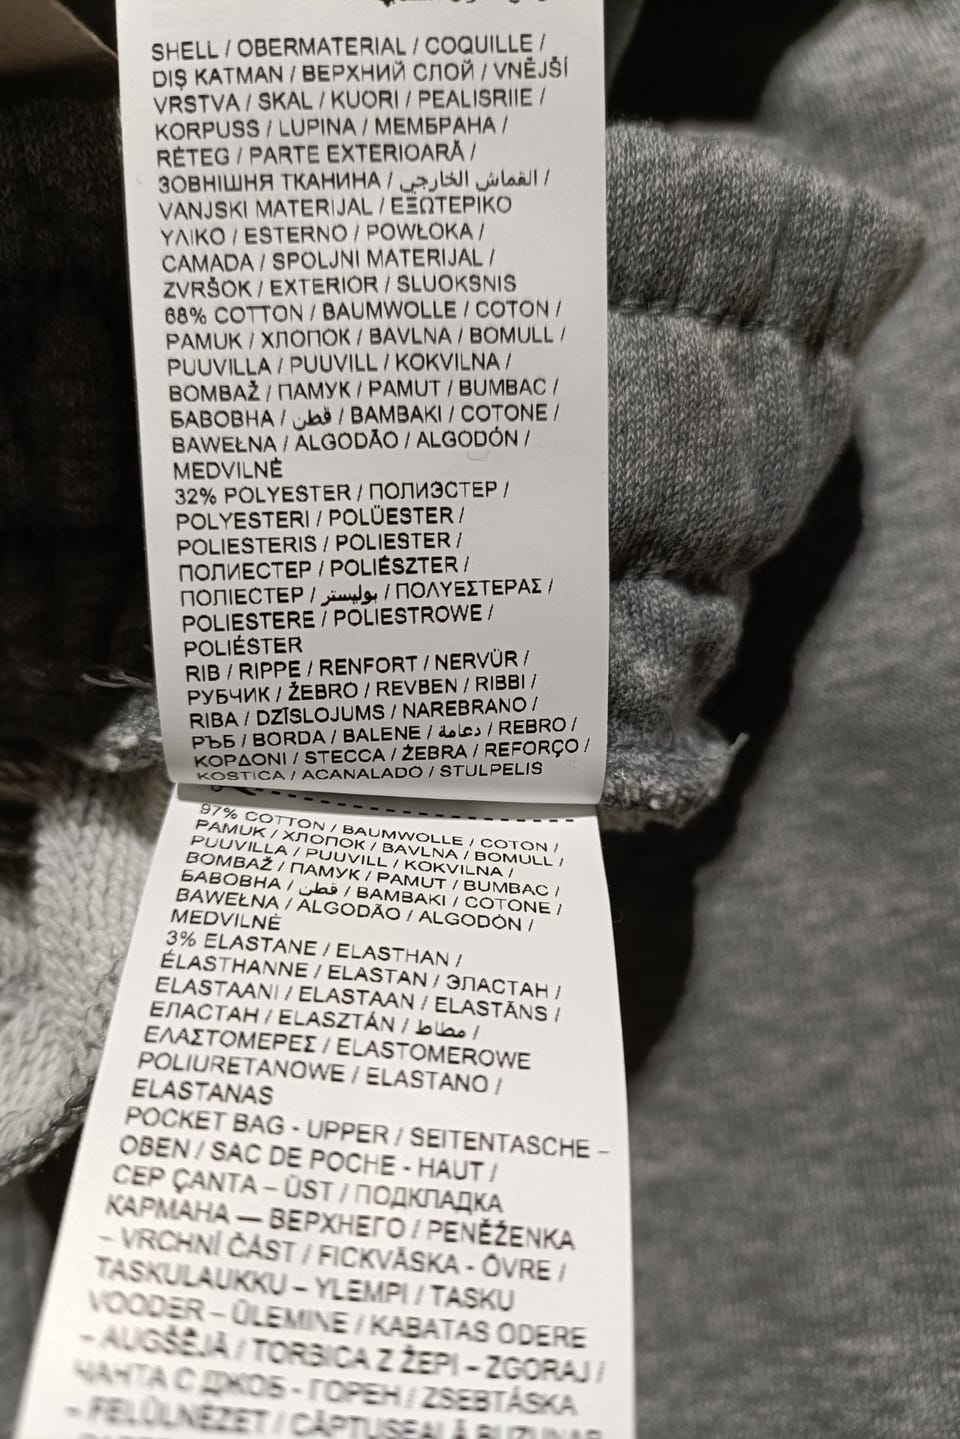 SHELL / OBERMATERIAL / COQUILLE /
DIŞ KATMAN / ВЕРХНИЙ СЛОЙ / VNĚJŠÍ
VRSTVA / SKAL / KUORI / PEALISRIIE /
KORPUSS / LUPINA / МЕМБРАНА /
RÉTEG / PARTE EXTERIOARĂ /
ЗОВНІШНЯ ТКАНИНА / القماش الخارجي /
VANJSKI MATERIJAL / ΕΞΩΤΕΡΙΚΟ
ΥΛΙΚΟ / ESTERNO / POWŁOKA /
CAMADA / SPOLJNI MATERIJAL /
ZVRŠOK / EXTERIOR / SLUOKSNIS
68% COTTON / BAUMWOLLE / COTON /
PAMUK / ХЛОПОК / BAVLNA / BOMULL /
PUUVILLA / PUUVILL / KOKVILNA /
BOMBAŽ / ПАМУК / PAMUT / BUMBAC /
БАВОВНА / قطن / BAMBAKI / COTONE /
BAWEŁNA / ALGODÃO / ALGODÓN /
MEDVILNĖ
32% POLYESTER / ПОЛИЭСТЕР /
POLYESTERI / POLÜESTER /
POLIESTERIS / POLIESTER /
ПОЛИЕСТЕР / POLIÉSZTER /
ПОЛІЕСТЕР / بوليستر / ΠΟΛΥΕΣΤΕΡΑΣ /
POLIESTERE / POLIESTROWE /
POLIÉSTER
RIB / RIPPE / RENFORT / NERVÜR /
РУБЧИК / ŽEBRO / REVBEN / RIBBI /
RIBA / DZĪSLOJUMS / NAREBRANO /
РЪБ / BORDA / BALENE / دعامة / REBRO /
ΚΟΡΔΟΝΙ / STECCA / ŻEBRA / REFORÇO /
KOSTICA / ACANALADO / STULPELIS
97% COTTON / BAUMWOLLE / COTON /
PAMUK / ХЛОПОК / BAVLNA / BOMULL /
PUUVILLA / PUUVILL / KOKVILNA /
BOMBAŽ / ПАМУК / PAMUT / BUMBAC /
БАВОВНА / قطن / BAMBAKI / COTONE /
BAWEŁNA / ALGODÃO / ALGODÓN /
MEDVILNĖ
3% ELASTANE / ELASTHAN /
ÉLASTHANNE / ELASTAN / ЭЛАСТАН /
ELASTAANI / ELASTAAN / ELASTĀNS /
ЕЛАСТАН / ELASZTÁN / مطاط /
ΕΛΑΣΤΟΜΕΡΕΣ / ELASTOMEROWE
POLIURETANOWE / ELASTANO /
ELASTANAS
POCKET BAG - UPPER / SEITENTASCHE –
OBEN / SAC DE POCHE - HAUT /
CEP ÇANTA – ÜST / ПОДКЛАДКА
КАРМАНА — ВЕРХНЕГО / PENĚŽENKA
– VRCHNÍ ČÁST / FICKVÄSKA - ÖVRE /
TASKULAUKKU – YLEMPI / TASKU
VOODER – ÜLEMINE / KABATAS ODERE
– AUGŠĒJĀ / TORBICA Z ŽEPI – ZGORAJ /
ЧАНТА С ДЖОБ - ГОРЕН / ZSEBTÁSKA
– FELÜLNÉZET / CĂPTUȘEALĂ BUZUNAR